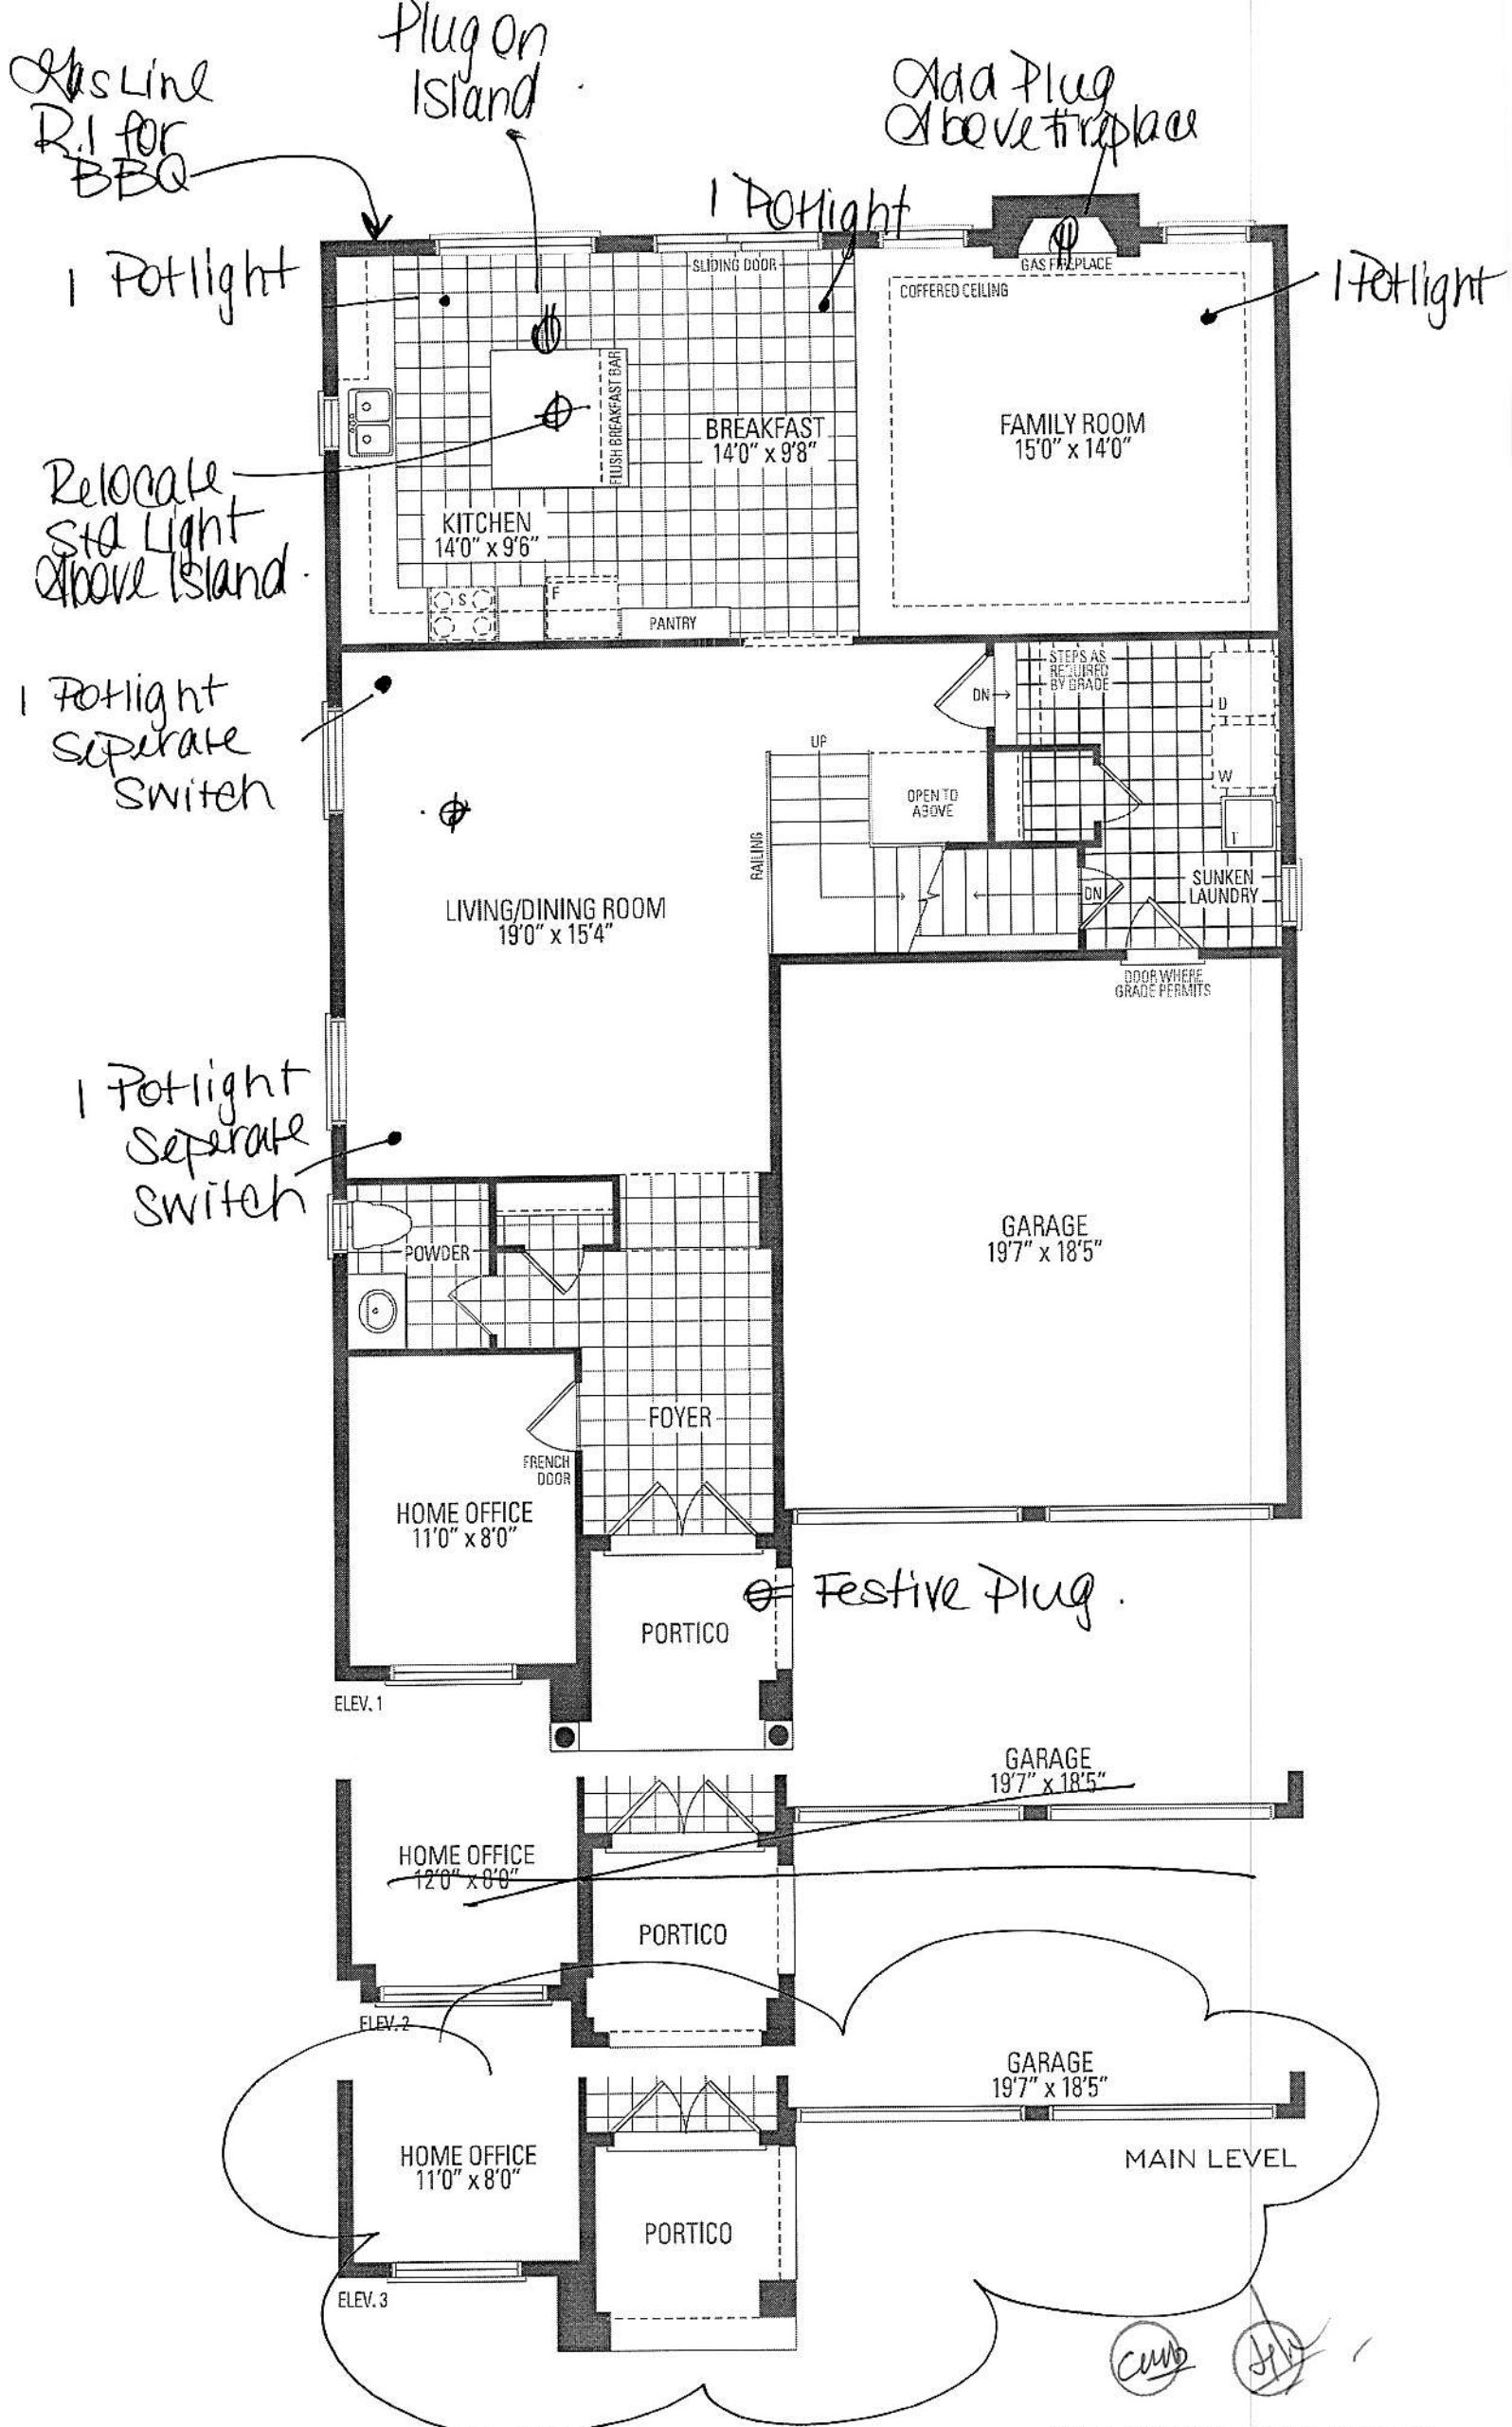 Plug On
Island
Gas Line
R.I for
BBQ
Add Plug
Above Fireplace
1 Potlight
1 Potlight
1 Potlight
SLIDING DOOR
GAS FIREPLACE
COFFERED CEILING
FLUSH BREAKFAST BAR
BREAKFAST
14'0" x 9'8"
FAMILY ROOM
15'0" x 14'0"
Relocate
Std Light
Above Island.
KITCHEN
14'0" x 9'6"
S
F
PANTRY
STEPS AS
REQUIRED
BY GRADE
DN
D
1 Potlight
Seperate
Switch
UP
W
OPEN TO
ABOVE
RAILING
T
DN
SUNKEN
LAUNDRY
LIVING/DINING ROOM
19'0" x 15'4"
DOOR WHERE
GRADE PERMITS
1 Potlight
Seperate
Switch
POWDER
GARAGE
19'7" x 18'5"
FOYER
FRENCH
DOOR
HOME OFFICE
11'0" x 8'0"
Festive Plug.
PORTICO
ELEV. 1
GARAGE
19'7" x 18'5"
HOME OFFICE
12'0" x 8'0"
PORTICO
ELEV. 2
GARAGE
19'7" x 18'5"
HOME OFFICE
11'0" x 8'0"
MAIN LEVEL
PORTICO
ELEV. 3